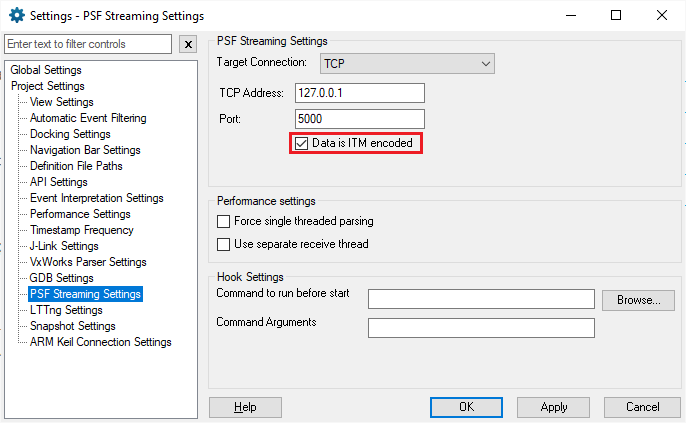 Settings - PSF Streaming Settings
Enter text to filter controls
x
Global Settings
Project Settings
View Settings
Automatic Event Filtering
Docking Settings
Navigation Bar Settings
Definition File Paths
API Settings
Event Interpretation Settings
Performance Settings
Timestamp Frequency
J-Link Settings
VxWorks Parser Settings
GDB Settings
PSF Streaming Settings
LTTng Settings
Snapshot Settings
ARM Keil Connection Settings
PSF Streaming Settings
Target Connection: TCP
TCP Address: 127.0.0.1
Port: 5000
Data is ITM encoded
Performance settings
Force single threaded parsing
Use separate receive thread
Hook Settings
Command to run before start
Browse...
Command Arguments
Help
OK
Apply
Cancel